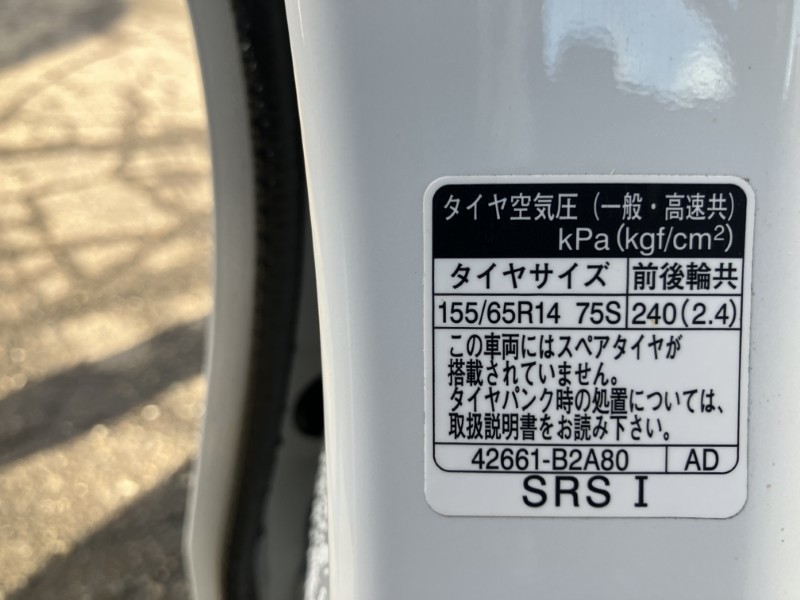 タイヤ空気圧（一般・高速共）
kPa(kgf/cm²)
タイヤサイズ 前後輪共
155/65R14 75S 240(2.4)
この車両にはスペアタイヤが
搭載されていません。
タイヤパンク時の処置については、
取扱説明書をお読み下さい。
42661-B2A80 AD
SRS I